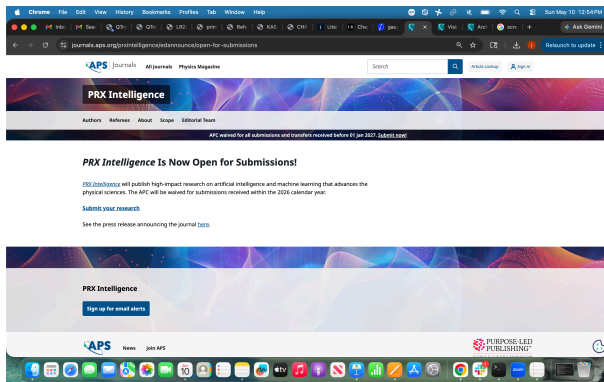 Chrome File Edit View History Bookmarks Profiles Tab Window Help
Sun May 10 12:54PM
Ask Gemini
journals.aps.org/prxintelligence/edannounce/open-for-submissions
Relaunch to update
APS Journals All Journals Physics Magazine
Search
Article Lookup Sign in
PRX Intelligence
Authors Referees About Scope Editorial Team
APC waived for all submissions and transfers received before 01 Jan 2027. Submit now!
PRX Intelligence Is Now Open for Submissions!
PRX Intelligence will publish high-impact research on artificial intelligence and machine learning that advances the
physical sciences. The APC will be waived for submissions received within the 2026 calendar year.
Submit your research
See the press release announcing the journal here.
PRX Intelligence
Sign up for email alerts
APS News Join APS
PURPOSE-LED
PUBLISHING™